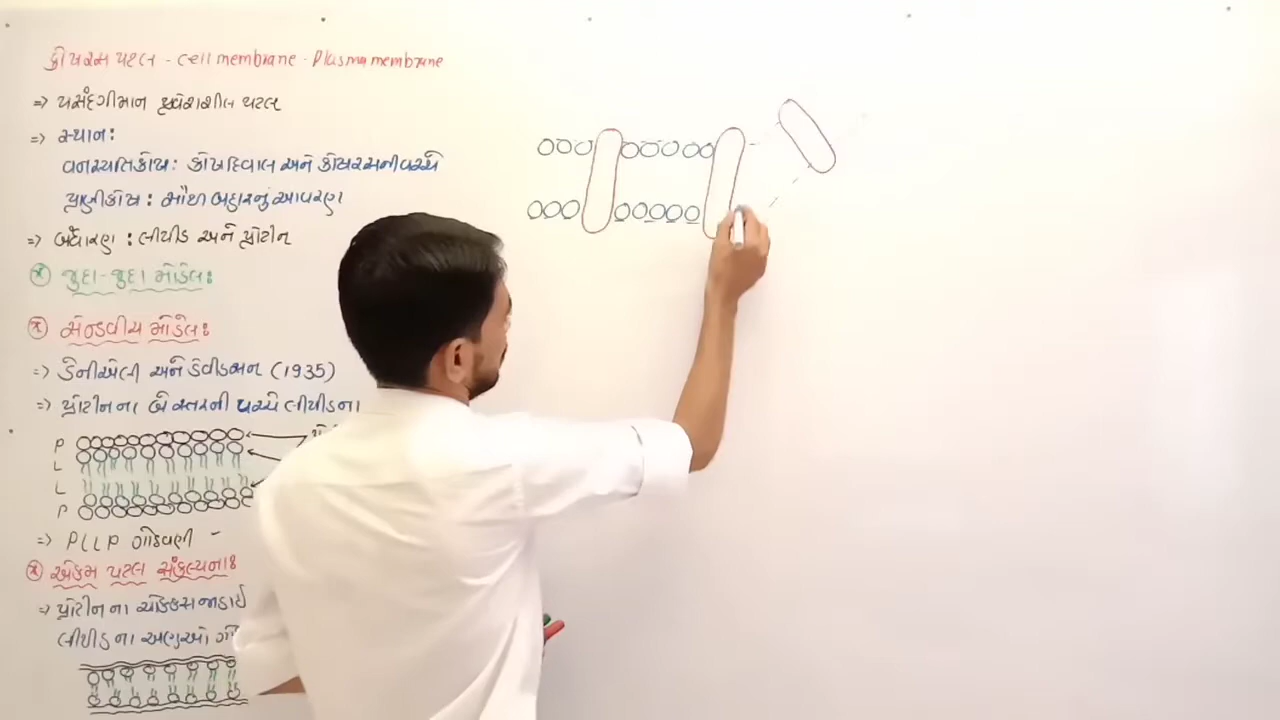 કોષરસ પટલ - cell membrane - Plasma membrane
=> પસંદગીમાન પ્રવેશશીલ પટલ
=> સ્થાન:
વનસ્પતિકોષ: કોષદિવાલ અને કોષરસની વચ્ચે
પ્રાણીકોષ: સૌથી બહારનું આવરણ
=> બંધારણ : લીપીડ અને પ્રોટીન
* જુદા-જુદા મોડેલ:
* સેન્ડવીચ મોડેલ:
=> ડેનીએલી અને ડેવીડસન (1935)
=> પ્રોટીનના બે સ્તરની વચ્ચે લીપીડના
P
L
L
P
=> PLLP ગોઠવણી -
* એકમ પટલ સંકલ્પના:
=> પ્રોટીનના ચોક્કસ જાડાઈ
લીપીડના અણુઓ